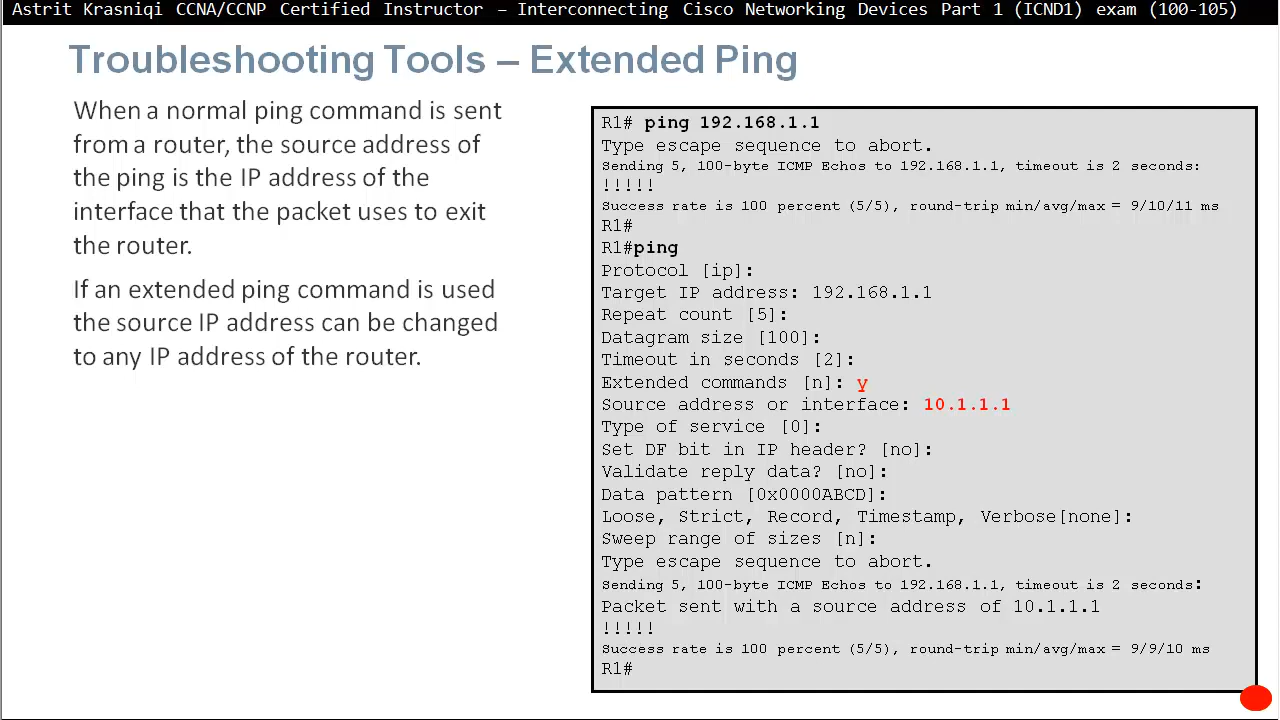 Astrit Krasniqi CCNA/CCNP Certified Instructor – Interconnecting Cisco Networking Devices Part 1 (ICND1) exam (100-105)
Troubleshooting Tools – Extended Ping
When a normal ping command is sent
from a router, the source address of
the ping is the IP address of the
interface that the packet uses to exit
the router.
If an extended ping command is used
the source IP address can be changed
to any IP address of the router.
R1# ping 192.168.1.1
Type escape sequence to abort.
Sending 5, 100-byte ICMP Echos to 192.168.1.1, timeout is 2 seconds:
!!!!!
Success rate is 100 percent (5/5), round-trip min/avg/max = 9/10/11 ms
R1#
R1#ping
Protocol [ip]:
Target IP address: 192.168.1.1
Repeat count [5]:
Datagram size [100]:
Timeout in seconds [2]:
Extended commands [n]: y
Source address or interface: 10.1.1.1
Type of service [0]:
Set DF bit in IP header? [no]:
Validate reply data? [no]:
Data pattern [0x0000ABCD]:
Loose, Strict, Record, Timestamp, Verbose[none]:
Sweep range of sizes [n]:
Type escape sequence to abort.
Sending 5, 100-byte ICMP Echos to 192.168.1.1, timeout is 2 seconds:
Packet sent with a source address of 10.1.1.1
!!!!!
Success rate is 100 percent (5/5), round-trip min/avg/max = 9/9/10 ms
R1#